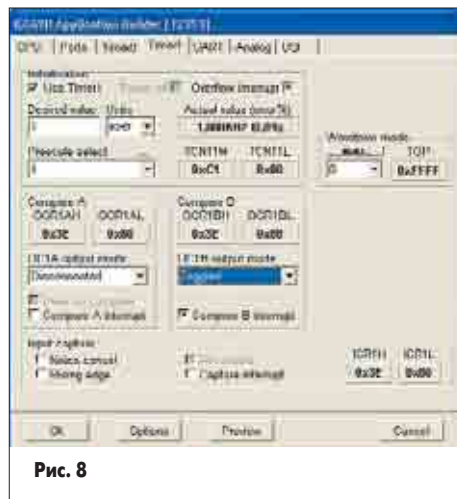 ICCAVR Application Builder
CPU Ports Timer0 Timer1 UART Analog
Initialization
Use Timer1 Overflow interrupt
Desired value Units Actual value (error %)
Prescale select TCNT1H TCNT1L Waveform mode
TOP
0xC1 0x80 0 0xFFFF
Compare A Compare B
OCR1AH OCR1AL OCR1BH OCR1BL
0x3E 0x80 0x3E 0x80
OC1A output mode OC1B output mode
Disconnected
Compare A interrupt Compare B interrupt
Input capture
Noise cancel ICR1H ICR1L
Rising edge Capture interrupt 0x3E 0x80
OK Options Preview Cancel
Рис. 8